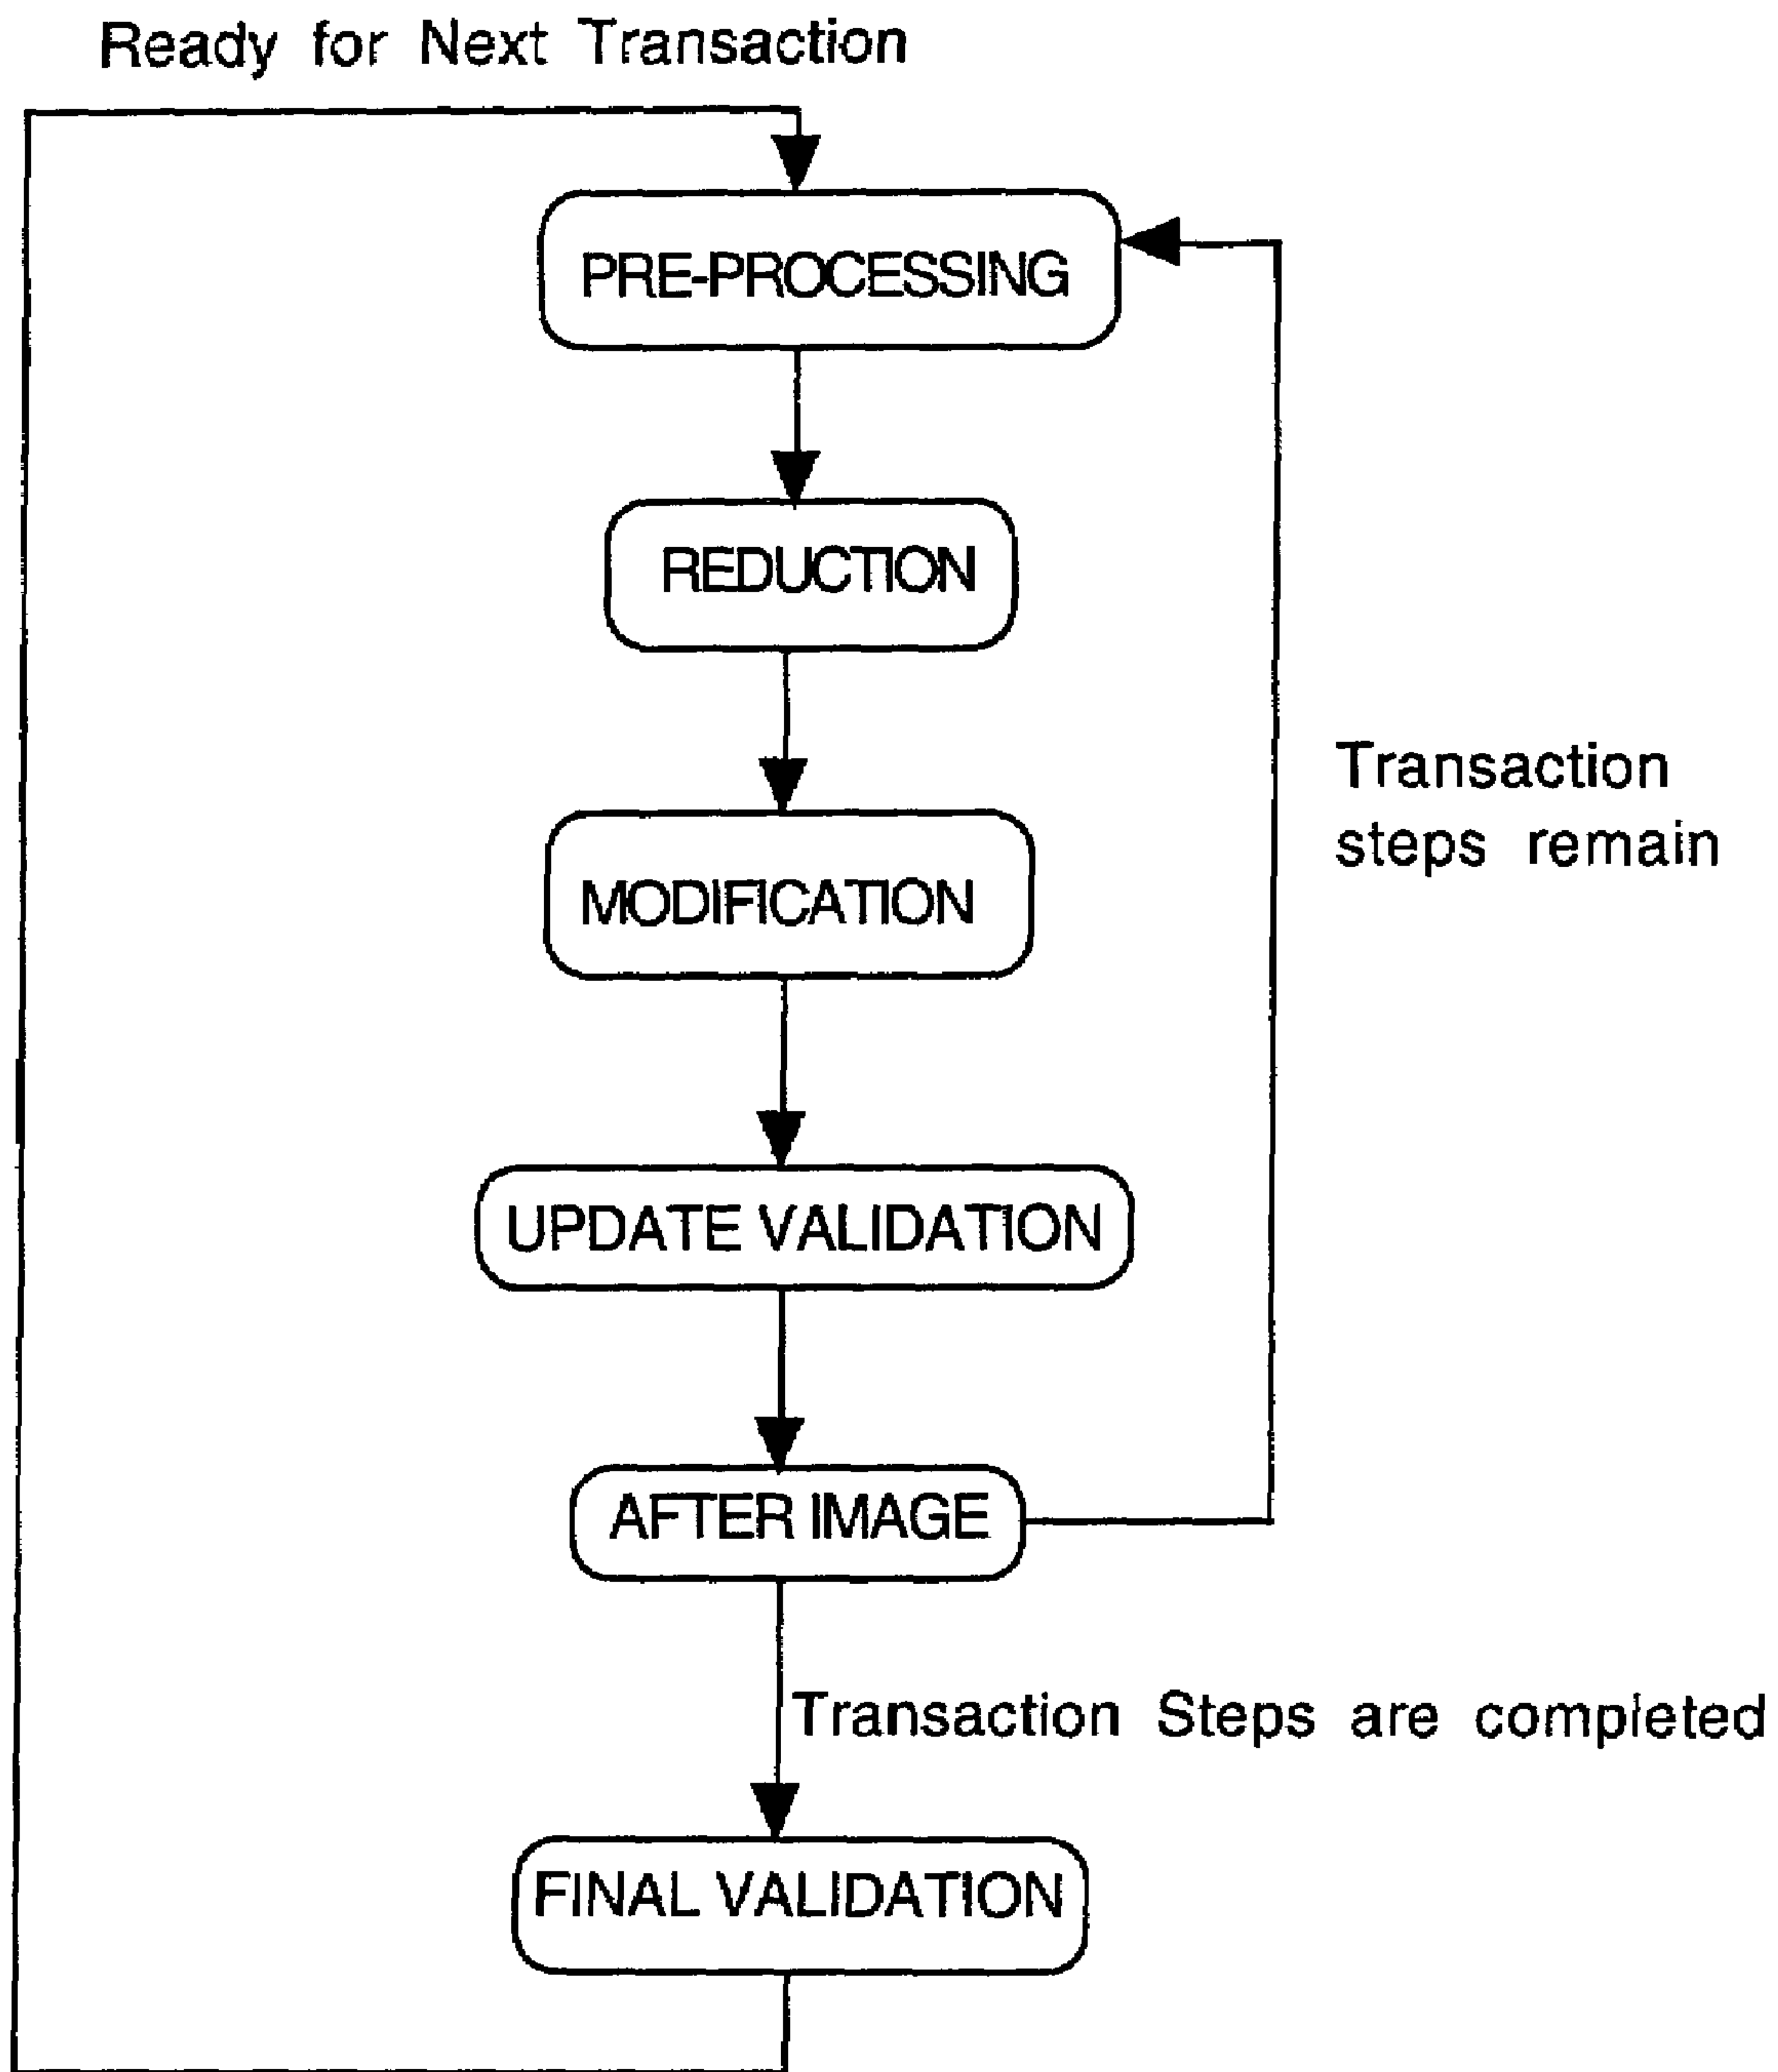 Ready for Next Transaction
PRE-PROCESSING
REDUCTION
Transaction
steps remain
MODIFICATION
UPDATE VALIDATION
AFTER IMAGE
Transaction Steps are completed
FINAL VALIDATION